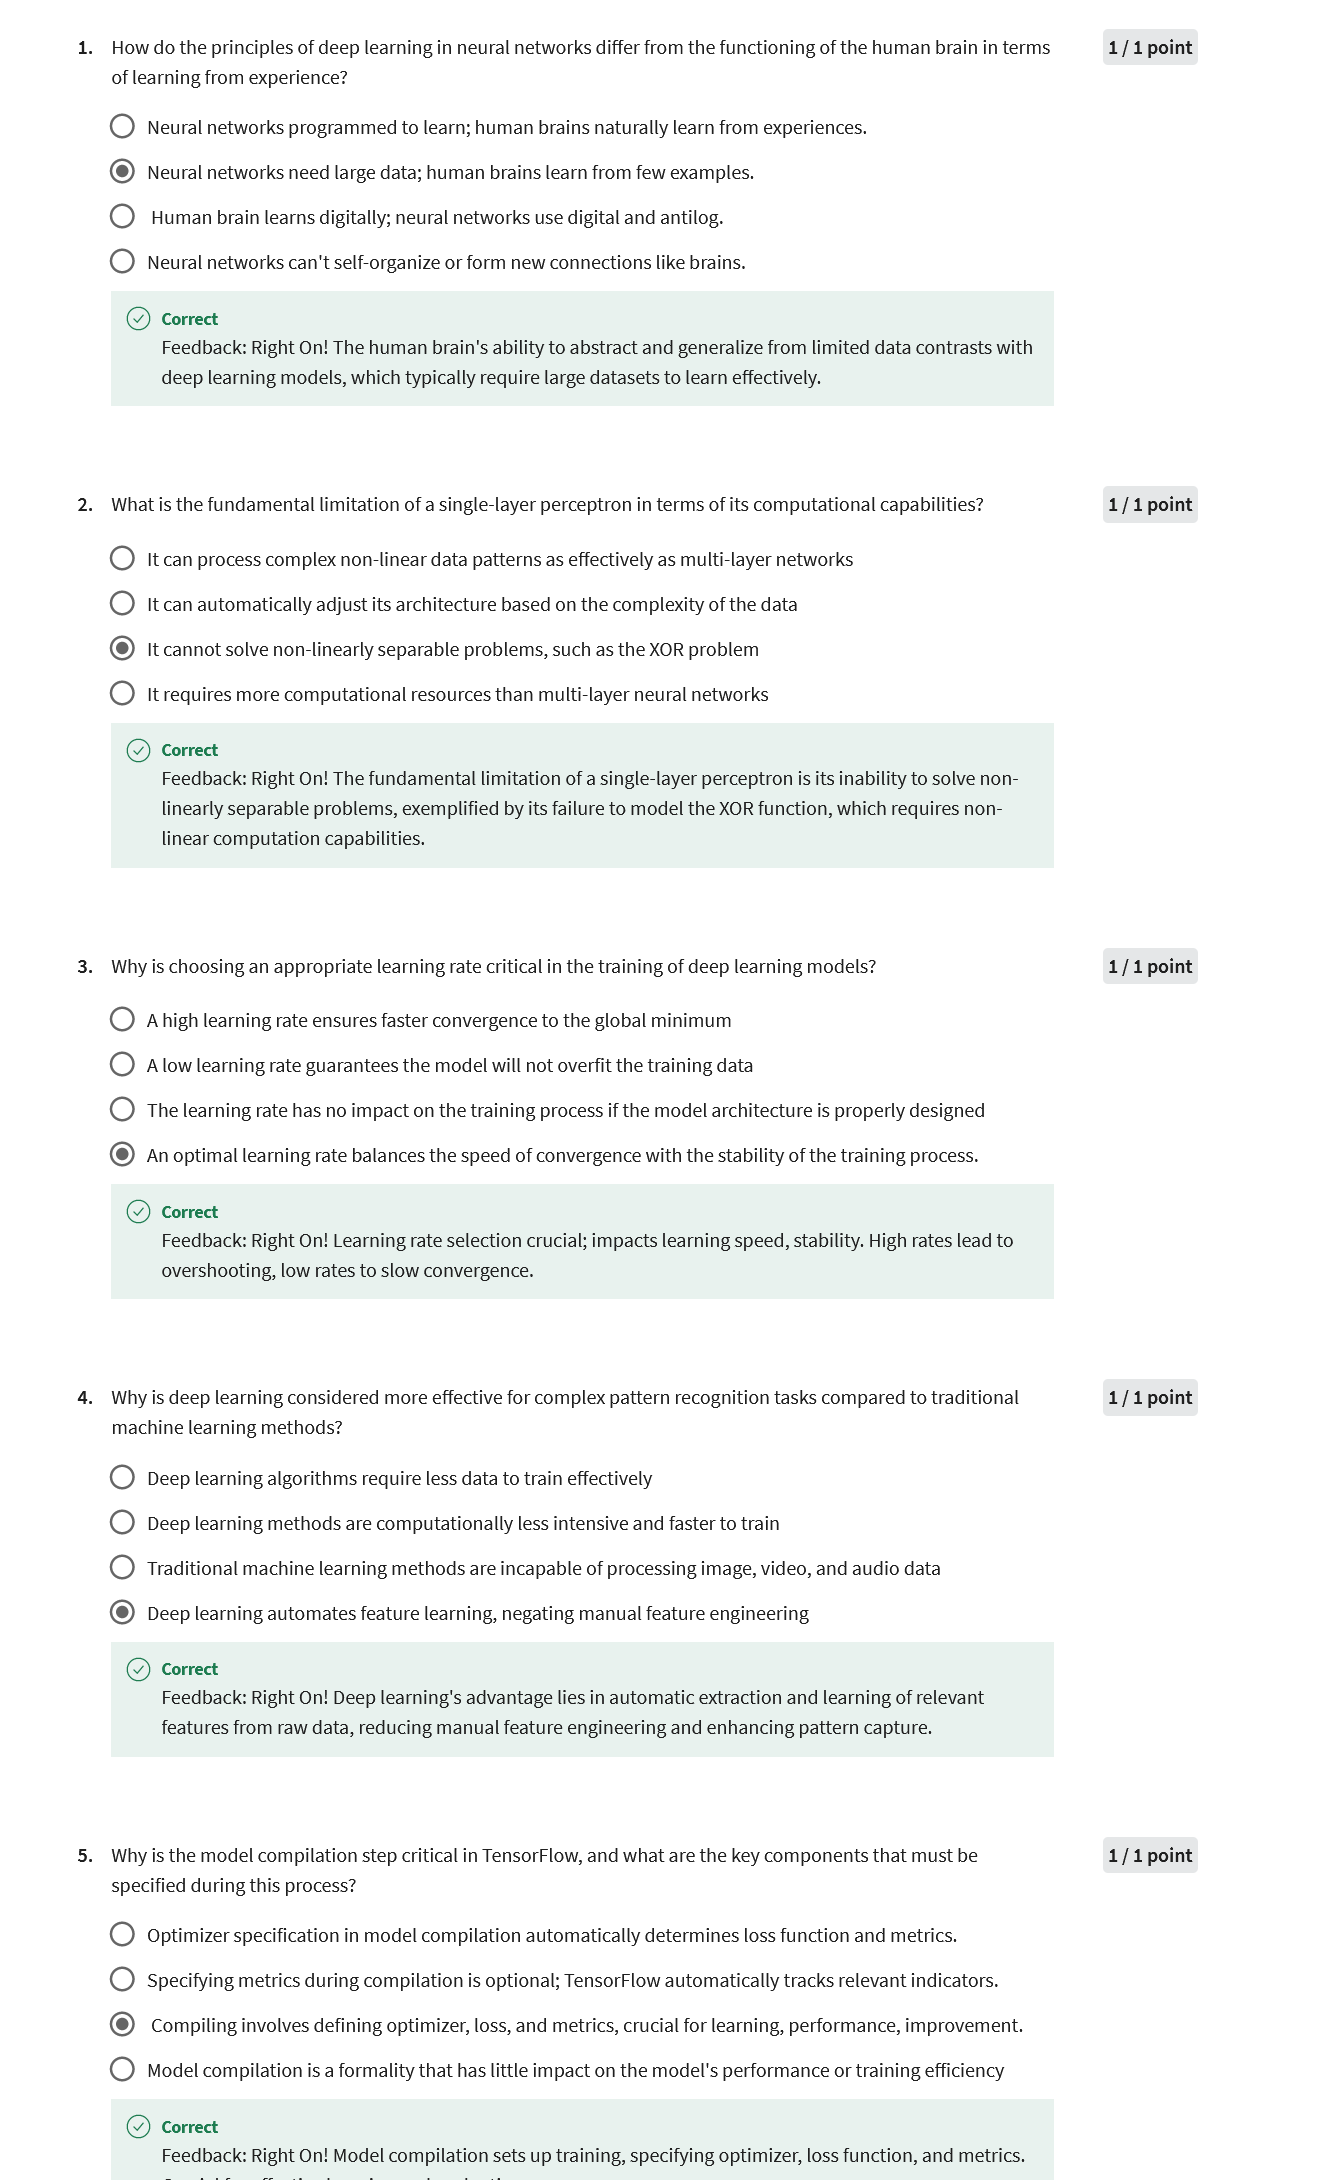 1. How do the principles of deep learning in neural networks differ from the functioning of the human brain in terms 1 / 1 point
of learning from experience?
Neural networks programmed to learn; human brains naturally learn from experiences.
Neural networks need large data; human brains learn from few examples.
Human brain learns digitally; neural networks use digital and antilog.
Neural networks can't self-organize or form new connections like brains.
Correct
Feedback: Right On! The human brain's ability to abstract and generalize from limited data contrasts with
deep learning models, which typically require large datasets to learn effectively.
2. What is the fundamental limitation of a single-layer perceptron in terms of its computational capabilities? 1 / 1 point
It can process complex non-linear data patterns as effectively as multi-layer networks
It can automatically adjust its architecture based on the complexity of the data
It cannot solve non-linearly separable problems, such as the XOR problem
It requires more computational resources than multi-layer neural networks
Correct
Feedback: Right On! The fundamental limitation of a single-layer perceptron is its inability to solve non-
linearly separable problems, exemplified by its failure to model the XOR function, which requires non-
linear computation capabilities.
3. Why is choosing an appropriate learning rate critical in the training of deep learning models? 1 / 1 point
A high learning rate ensures faster convergence to the global minimum
A low learning rate guarantees the model will not overfit the training data
The learning rate has no impact on the training process if the model architecture is properly designed
An optimal learning rate balances the speed of convergence with the stability of the training process.
Correct
Feedback: Right On! Learning rate selection crucial; impacts learning speed, stability. High rates lead to
overshooting, low rates to slow convergence.
4. Why is deep learning considered more effective for complex pattern recognition tasks compared to traditional 1 / 1 point
machine learning methods?
Deep learning algorithms require less data to train effectively
Deep learning methods are computationally less intensive and faster to train
Traditional machine learning methods are incapable of processing image, video, and audio data
Deep learning automates feature learning, negating manual feature engineering
Correct
Feedback: Right On! Deep learning's advantage lies in automatic extraction and learning of relevant
features from raw data, reducing manual feature engineering and enhancing pattern capture.
5. Why is the model compilation step critical in TensorFlow, and what are the key components that must be 1 / 1 point
specified during this process?
Optimizer specification in model compilation automatically determines loss function and metrics.
Specifying metrics during compilation is optional; TensorFlow automatically tracks relevant indicators.
Compiling involves defining optimizer, loss, and metrics, crucial for learning, performance, improvement.
Model compilation is a formality that has little impact on the model's performance or training efficiency
Correct
Feedback: Right On! Model compilation sets up training, specifying optimizer, loss function, and metrics.